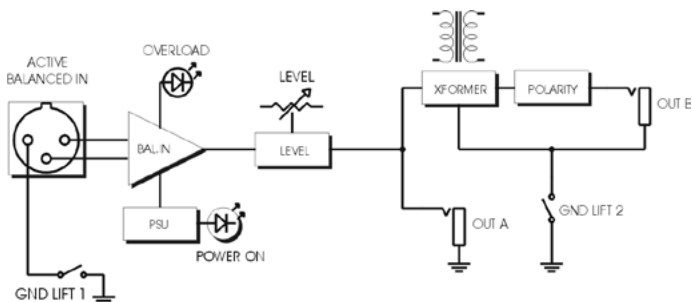 ACTIVE
BALANCED IN
OVERLOAD
LEVEL
XFORMER
POLARITY
OUT B
BAL.IN
LEVEL
PSU
POWER ON
OUT A
GND LIFT 2
GND LIFT 1